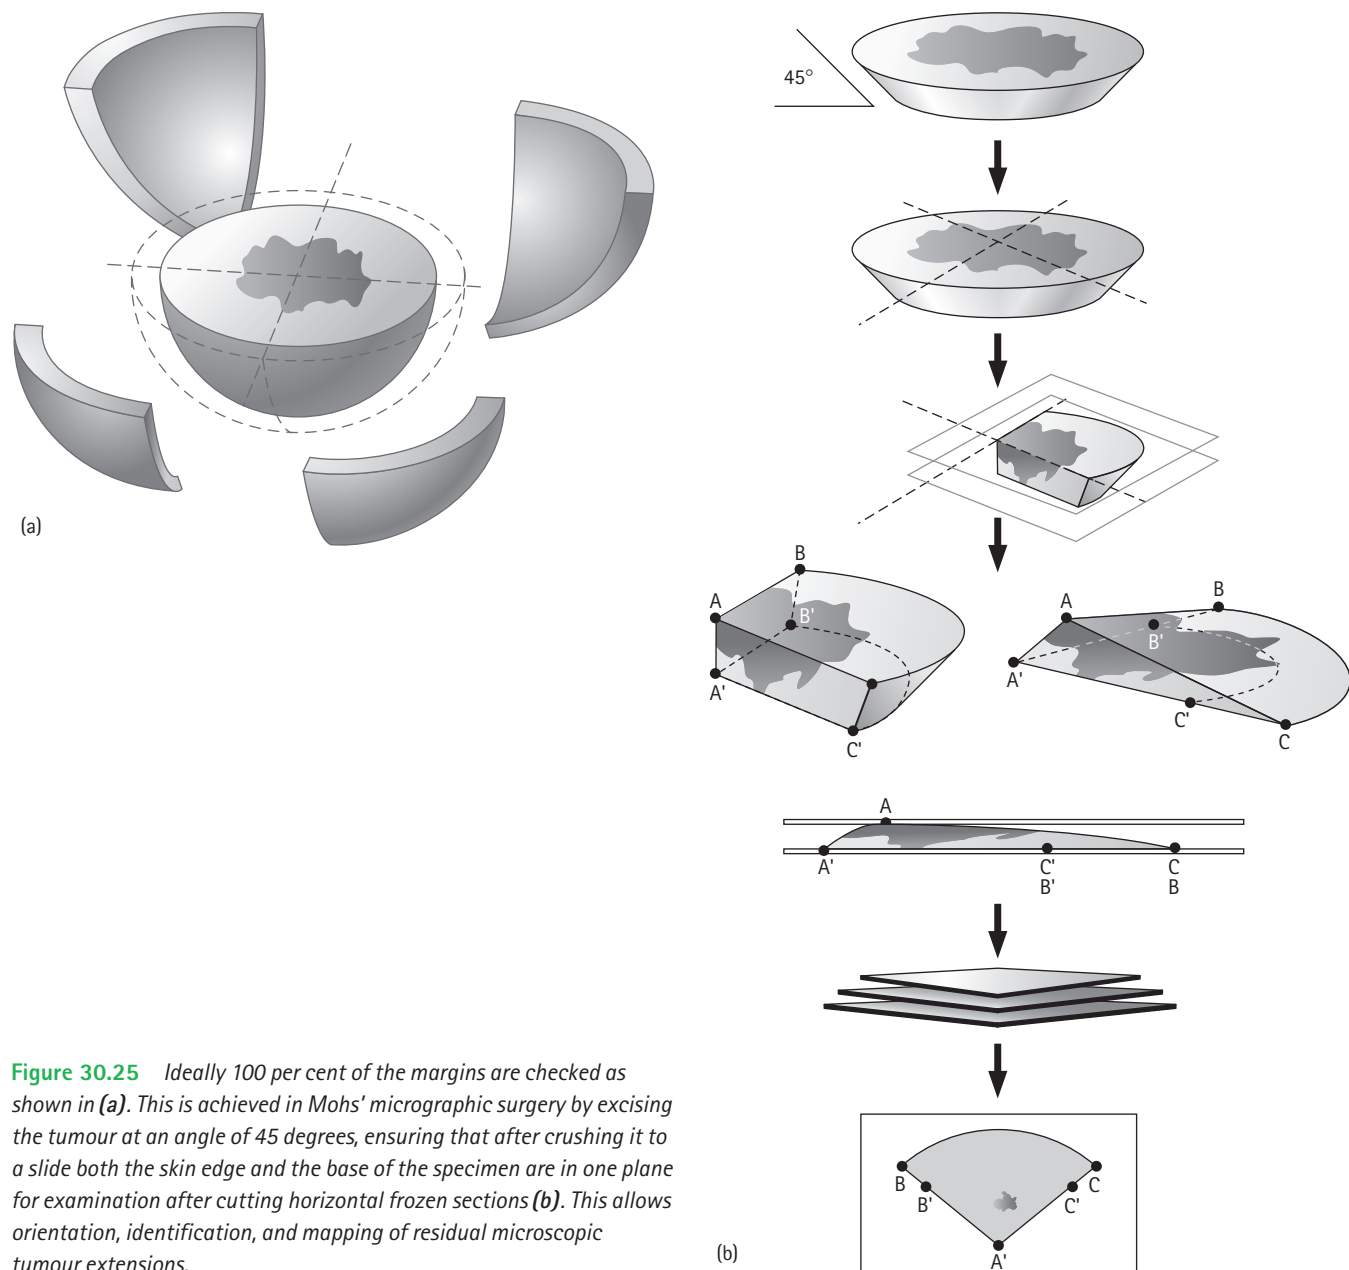 45°
(a)
B
A
B'
A'
C'
A
B
B'
A'
C'
C
A
A'
C'
C
B'
B
B
B'
C
C'
A'
(b)
Figure 30.25 Ideally 100 per cent of the margins are checked as
shown in (a). This is achieved in Mohs' micrographic surgery by excising
the tumour at an angle of 45 degrees, ensuring that after crushing it to
a slide both the skin edge and the base of the specimen are in one plane
for examination after cutting horizontal frozen sections (b). This allows
orientation, identification, and mapping of residual microscopic
tumour extensions.